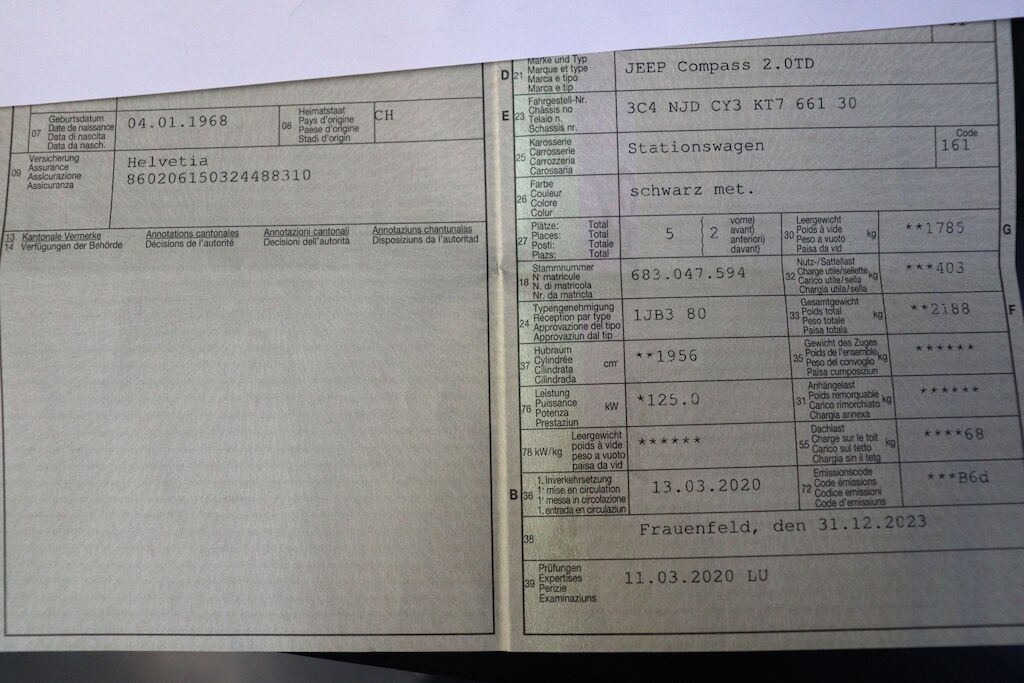 07
Geburtsdatum
Date de naissance
Data di nascita
Data da nasch.
04.01.1968
08
Heimatstaat
Pays d'origine
Paese d'origine
Stadi d'origin
CH
09
Versicherung
Assurance
Assicurazione
Assicuranza
Helvetia
860206150324488310
13 Kantonale Vermerke
14 Verfügungen der Behörde
Annotations cantonales
Décisions de l'autorité
Annotazioni cantonali
Decisioni dell'autorità
Annotaziuns chantunalas
Disposiziuns da l'autoritad
D 21
Marke und Typ
Marque et type
Marca e tipo
Marca e tip
JEEP Compass 2.0TD
E 23
Fahrgestell-Nr.
Châssis no
Telaio n.
Schassis nr.
3C4 NJD CY3 KT7 661 30
25
Karosserie
Carrosserie
Carrozzeria
Carossaria
Stationswagen
Code
161
26
Farbe
Couleur
Colore
Colur
schwarz met.
27
Plätze: Total
Places: Total
Posti: Totale
Plazs: Total
5
2
vorne)
avant)
anteriori)
davant)
30
Leergewicht
Poids à vide
Peso a vuoto
Paisa da vid
kg
**1785
G
18
Stammnummer
N° matricule
N. di matricola
Nr. da matricla
683.047.594
32
Nutz-/Sattellast
Charge utile/sellette
Carico utile/sella
Chargia utila/sella
kg
***403
24
Typengenehmigung
Réception par type
Approvazione del tipo
Approvaziun dal tip
1JB3 80
33
Gesamtgewicht
Poids total
Peso totale
Paisa totala
kg
**2188
F
37
Hubraum
Cylindrée
Cilindrata
Cilindrada
cm³
**1956
35
Gewicht des Zuges
Poids de l'ensemble
Peso del convoglio
Paisa cumposiziun
kg
******
76
Leistung
Puissance
Potenza
Prestaziun
kW
*125.0
31
Anhängelast
Poids remorquable
Carico rimorchiato
Chargia annexa
kg
******
78 kW/kg
Leergewicht
poids à vide
peso a vuoto
paisa da vid
******
55
Dachlast
Charge sur le toit
Carico sul tetto
Chargia sin il tetg
kg
****68
B 36
1. Inverkehrsetzung
1e mise en circulation
1a messa in circolazione
1. entrada en circulaziun
13.03.2020
72
Emissionscode
Code émissions
Codice emissioni
Code d'emissiuns
***B6d
38
Frauenfeld, den 31.12.2023
39
Prüfungen
Expertises
Perizie
Examinaziuns
11.03.2020 LU